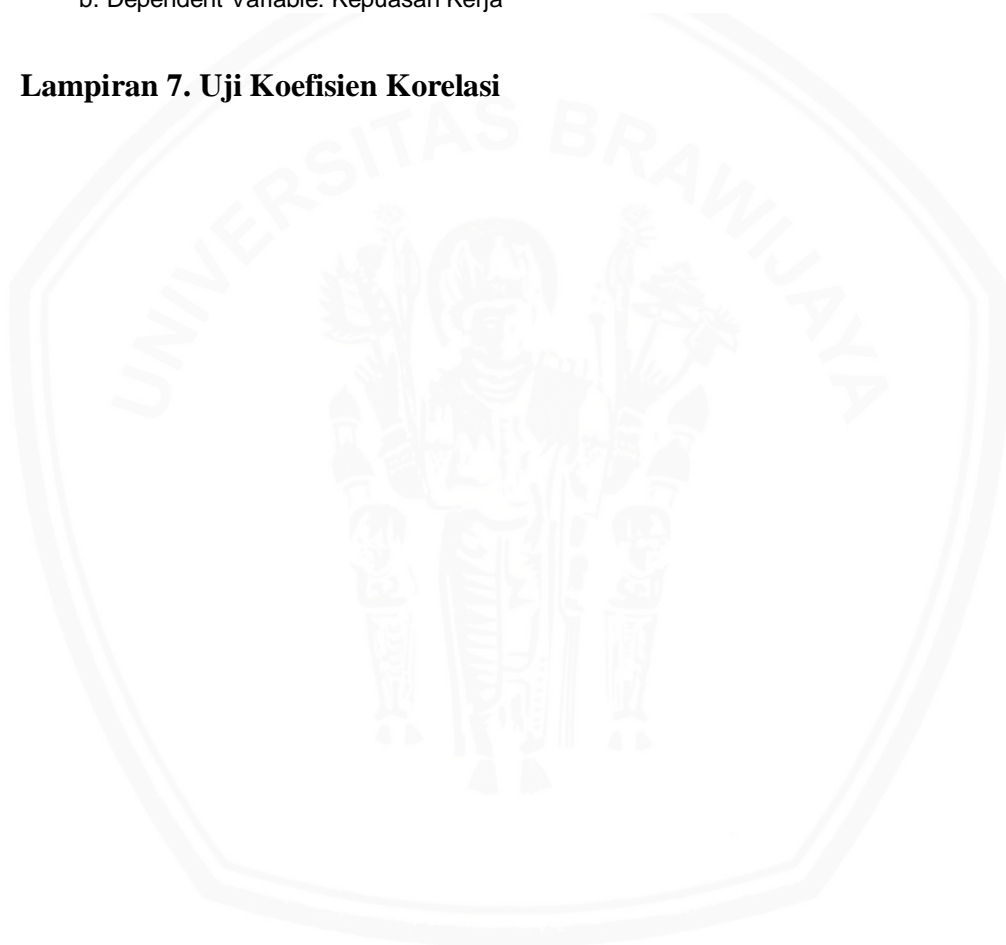 b. Dependent Variable: Kepuasan Kerja
Lampiran 7. Uji Koefisien Korelasi
UNIVERSITAS BRAWIJAYA